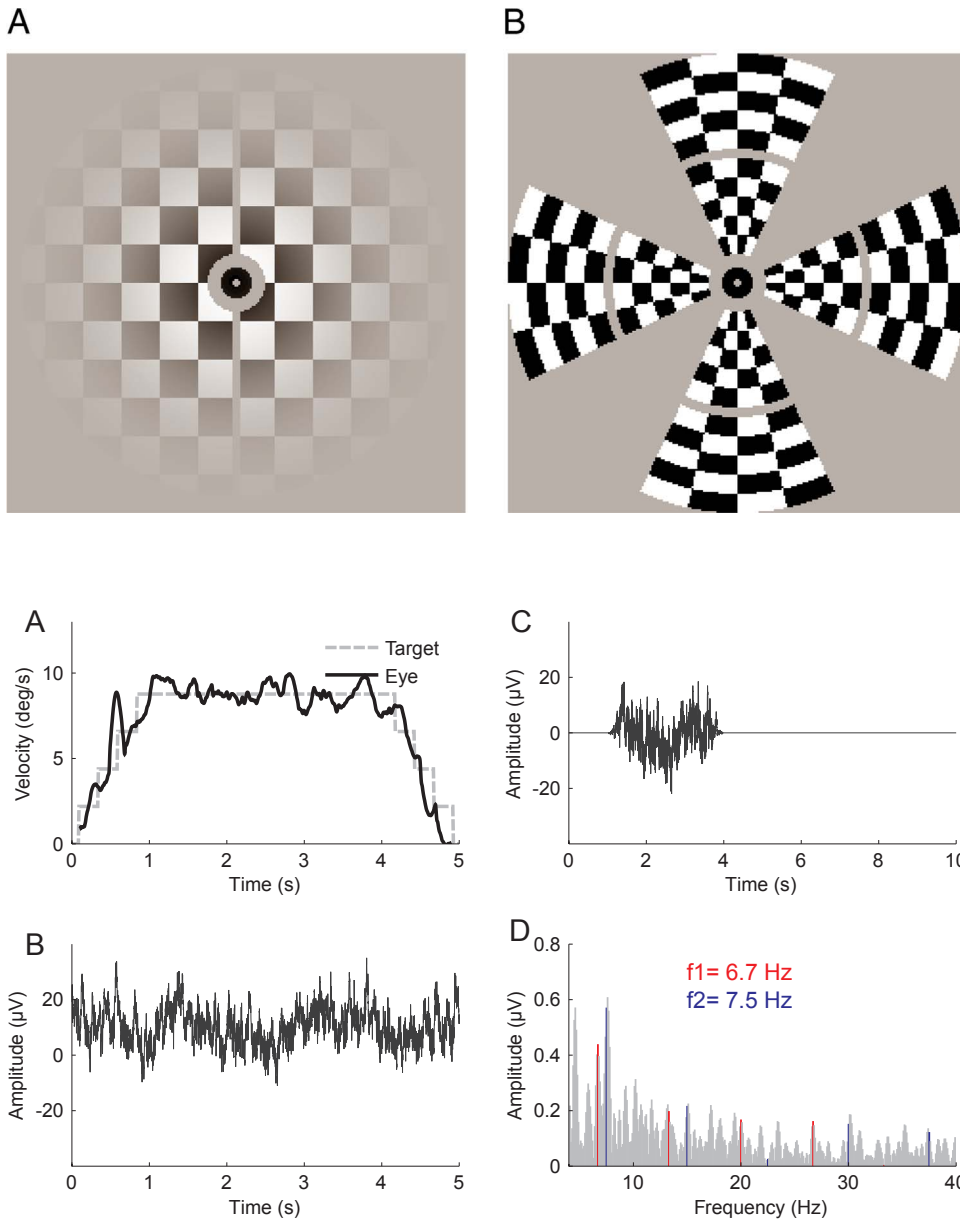 A
B
A
Target
Eye
10
5
0
Velocity (deg/s)
0 1 2 3 4 5
Time (s)
C
20
0
-20
Amplitude (µV)
0 2 4 6 8 10
Time (s)
B
20
0
-20
Amplitude (µV)
0 1 2 3 4 5
Time (s)
D
f1= 6.7 Hz
f2= 7.5 Hz
0.8
0.6
0.4
0.2
0
Amplitude (µV)
10 20 30 40
Frequency (Hz)